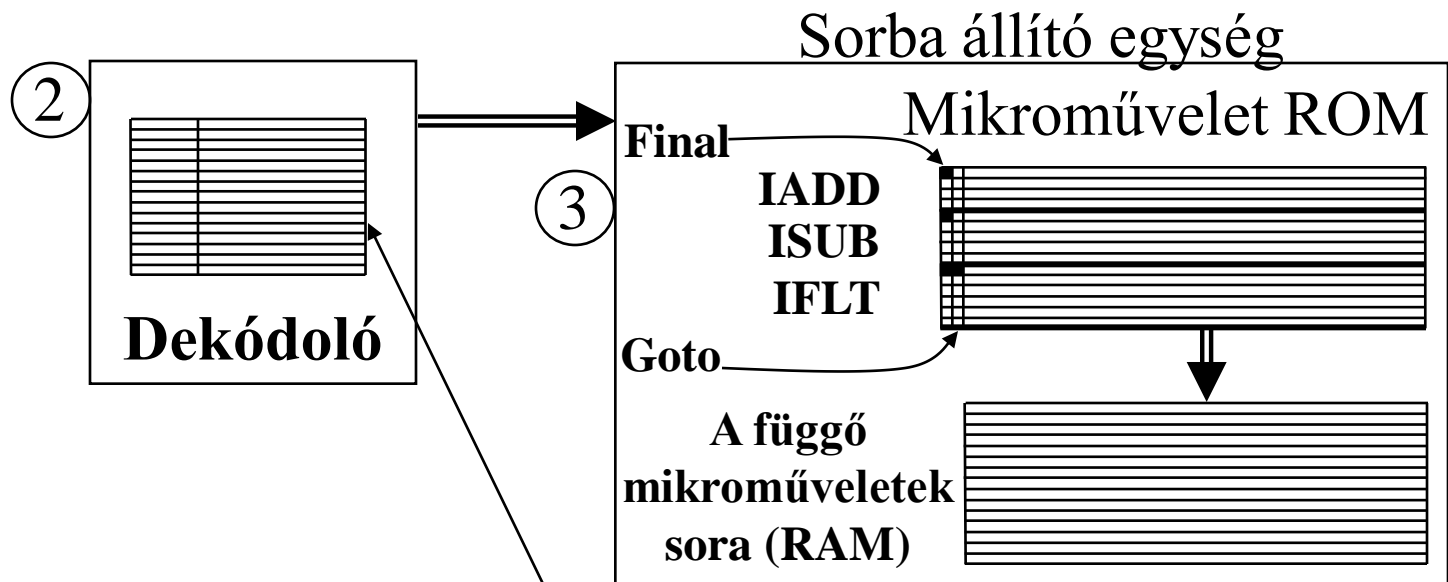 Sorba állító egység
2
Mikroművelet ROM
Final
IADD
3
ISUB
IFLT
Dekódoló
Goto
A függő
mikroműveletek
sora (RAM)